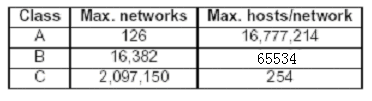 Class Max. networks Max. hosts/network
A 126 16,777,214
B 16,382 65534
C 2,097,150 254